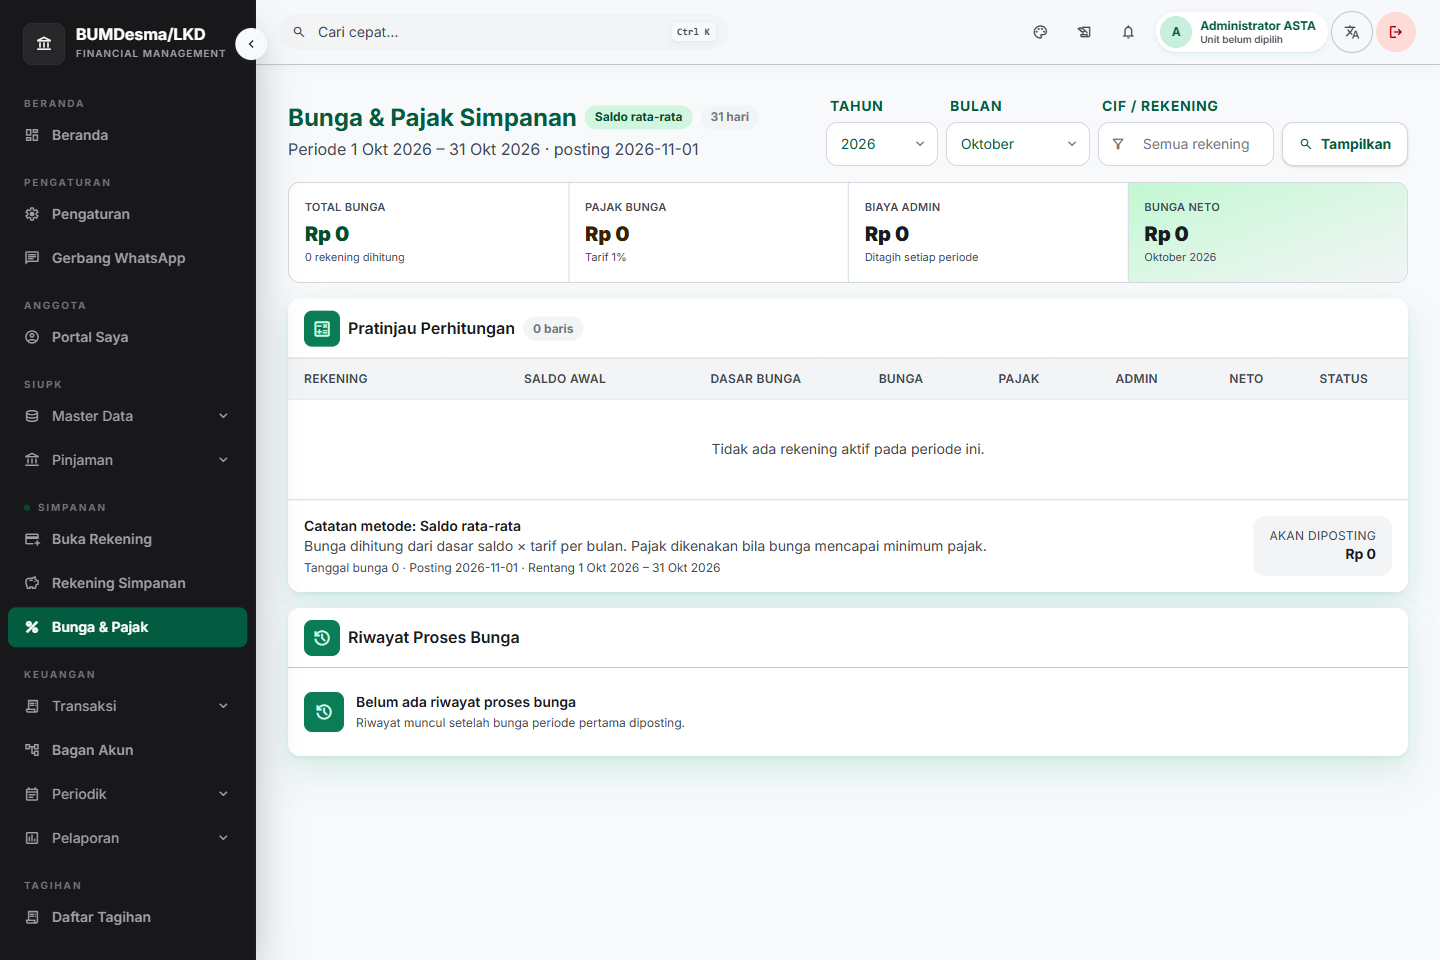 BUMDesma/LKD
FINANCIAL MANAGEMENT
BERANDA
Beranda
PENGATURAN
Pengaturan
Gerbang WhatsApp
ANGGOTA
Portal Saya
SIUPK
Master Data
Pinjaman
SIMPANAN
Buka Rekening
Rekening Simpanan
Bunga & Pajak
KEUANGAN
Transaksi
Bagan Akun
Periodik
Pelaporan
TAGIHAN
Daftar Tagihan
Cari cepat...
Ctrl K
A
Administrator ASTA
Unit belum dipilih
Bunga & Pajak Simpanan
Saldo rata-rata
31 hari
Periode 1 Okt 2026 – 31 Okt 2026 · posting 2026-11-01
TAHUN
2026
BULAN
Oktober
CIF / REKENING
Semua rekening
Tampilkan
TOTAL BUNGA
Rp 0
0 rekening dihitung
PAJAK BUNGA
Rp 0
Tarif 1%
BIAYA ADMIN
Rp 0
Ditagih setiap periode
BUNGA NETO
Rp 0
Oktober 2026
Pratinjau Perhitungan
0 baris
REKENING SALDO AWAL DASAR BUNGA BUNGA PAJAK ADMIN NETO STATUS
Tidak ada rekening aktif pada periode ini.
Catatan metode: Saldo rata-rata
Bunga dihitung dari dasar saldo × tarif per bulan. Pajak dikenakan bila bunga mencapai minimum pajak.
Tanggal bunga 0 · Posting 2026-11-01 · Rentang 1 Okt 2026 – 31 Okt 2026
AKAN DIPOSTING
Rp 0
Riwayat Proses Bunga
Belum ada riwayat proses bunga
Riwayat muncul setelah bunga periode pertama diposting.